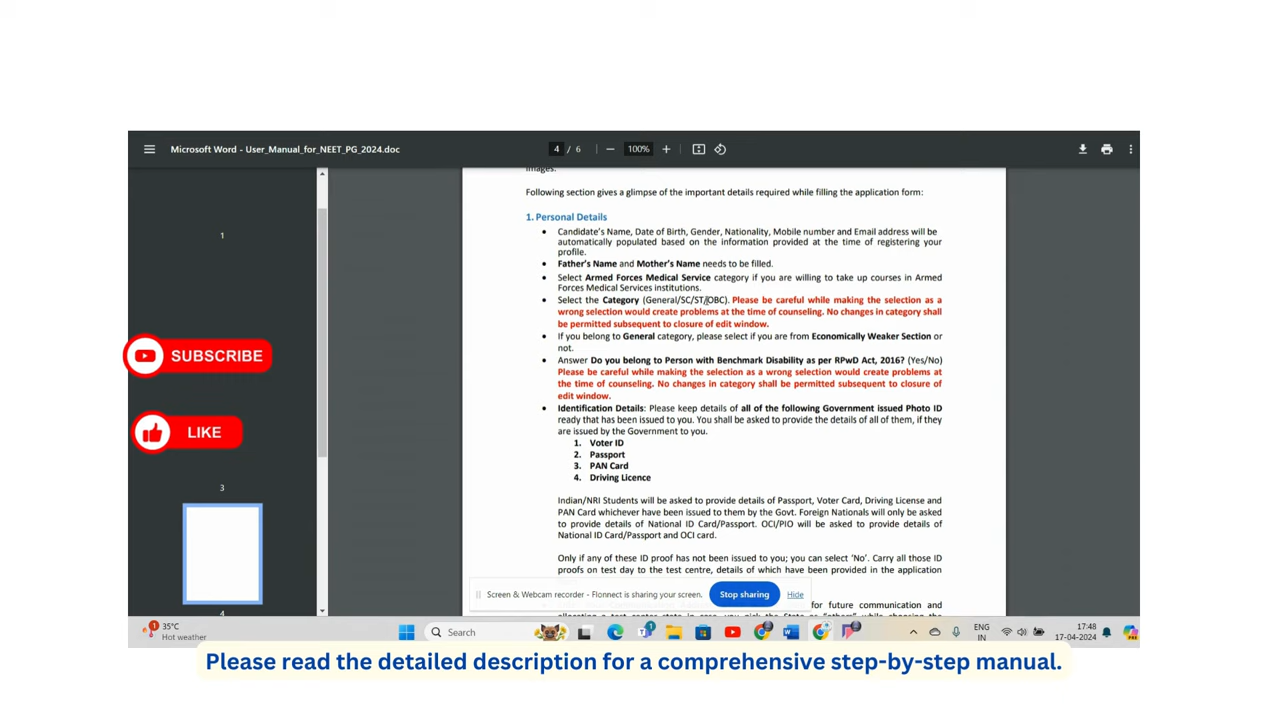 Microsoft Word - User_Manual_for_NEET_PG_2024.doc
4 / 6
100%
images.
Following section gives a glimpse of the important details required while filling the application form:
1. Personal Details
Candidate's Name, Date of Birth, Gender, Nationality, Mobile number and Email address will be
automatically populated based on the information provided at the time of registering your
profile.
Father's Name and Mother's Name needs to be filled.
Select Armed Forces Medical Service category if you are willing to take up courses in Armed
Forces Medical Services institutions.
Select the Category (General/SC/ST/OBC). Please be careful while making the selection as a
wrong selection would create problems at the time of counseling. No changes in category shall
be permitted subsequent to closure of edit window.
If you belong to General category, please select if you are from Economically Weaker Section or
not.
Answer Do you belong to Person with Benchmark Disability as per RPwD Act, 2016? (Yes/No)
Please be careful while making the selection as a wrong selection would create problems at
the time of counseling. No changes in category shall be permitted subsequent to closure of
edit window.
Identification Details: Please keep details of all of the following Government issued Photo ID
ready that has been issued to you. You shall be asked to provide the details of all of them, if they
are issued by the Government to you.
1. Voter ID
2. Passport
3. PAN Card
4. Driving Licence
Indian/NRI Students will be asked to provide details of Passport, Voter Card, Driving License and
PAN Card whichever have been issued to them by the Govt. Foreign Nationals will only be asked
to provide details of National ID Card/Passport. OCI/PIO will be asked to provide details of
National ID Card/Passport and OCI card.
Only if any of these ID proof has not been issued to you; you can select 'No'. Carry all those ID
proofs on test day to the test centre, details of which have been provided in the application
for future communication and
1
3
4
SUBSCRIBE
LIKE
Screen & Webcam recorder - Flonnect is sharing your screen.
Stop sharing
Hide
1
35°C
Hot weather
Search
ENG
IN
17:48
17-04-2024
Please read the detailed description for a comprehensive step-by-step manual.